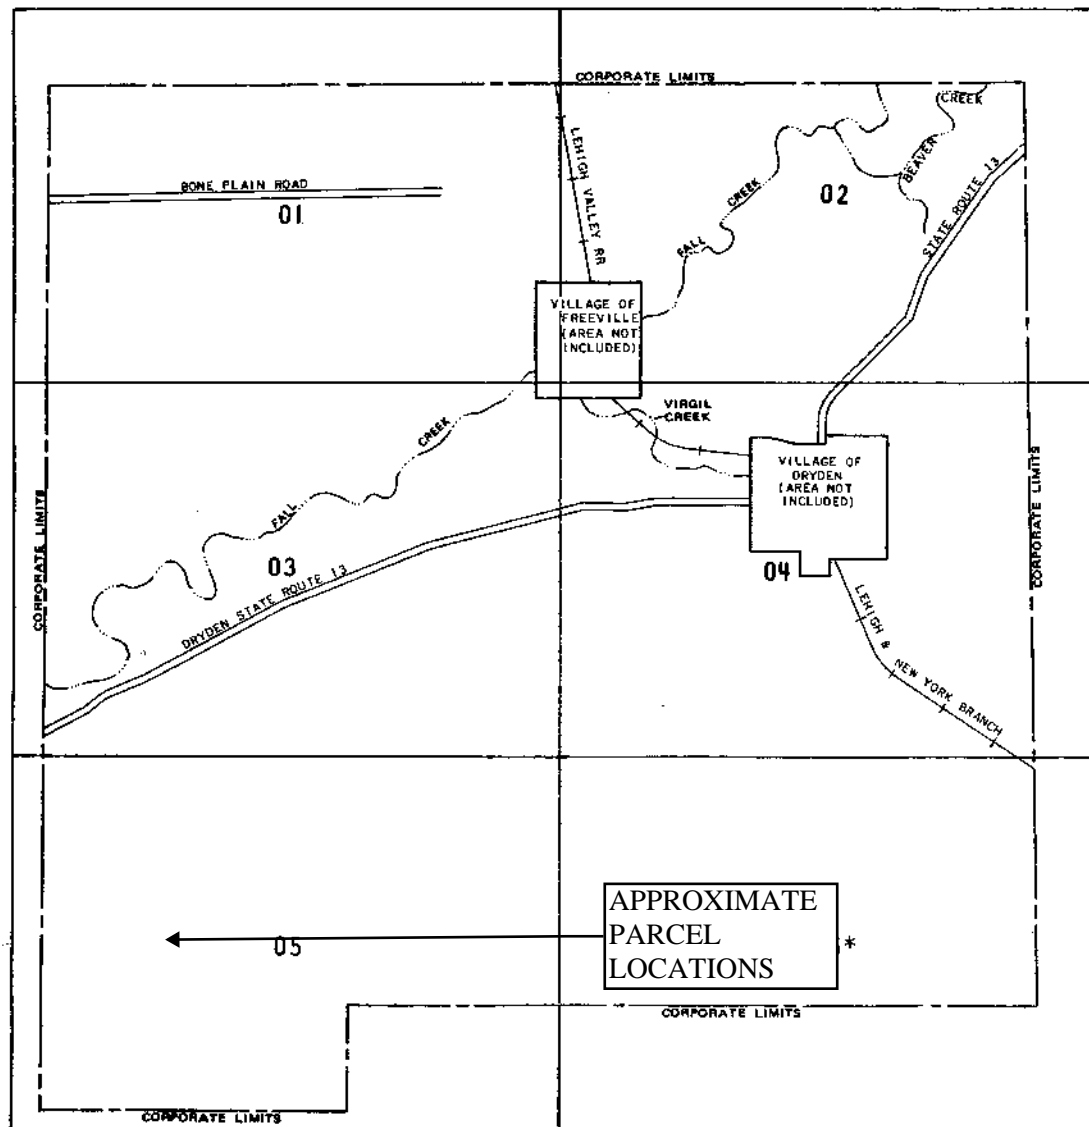 CORPORATE LIMITS
CREEK
BEAVER
LEHIGH VALLEY RR
STATE ROUTE 13
BONE PLAIN ROAD
01
02
CREEK
FALL
VILLAGE OF
FREEVILLE
(AREA NOT
INCLUDED)
VIRGIL
CREEK
CREEK
FALL
VILLAGE OF
DRYDEN
(AREA NOT
INCLUDED)
CORPORATE LIMITS
CORPORATE LIMITS
03
04
DRYDEN STATE ROUTE 13
LEHIGH &
NEW YORK BRANCH
APPROXIMATE
PARCEL
LOCATIONS
*
05
CORPORATE LIMITS
CORPORATE LIMITS